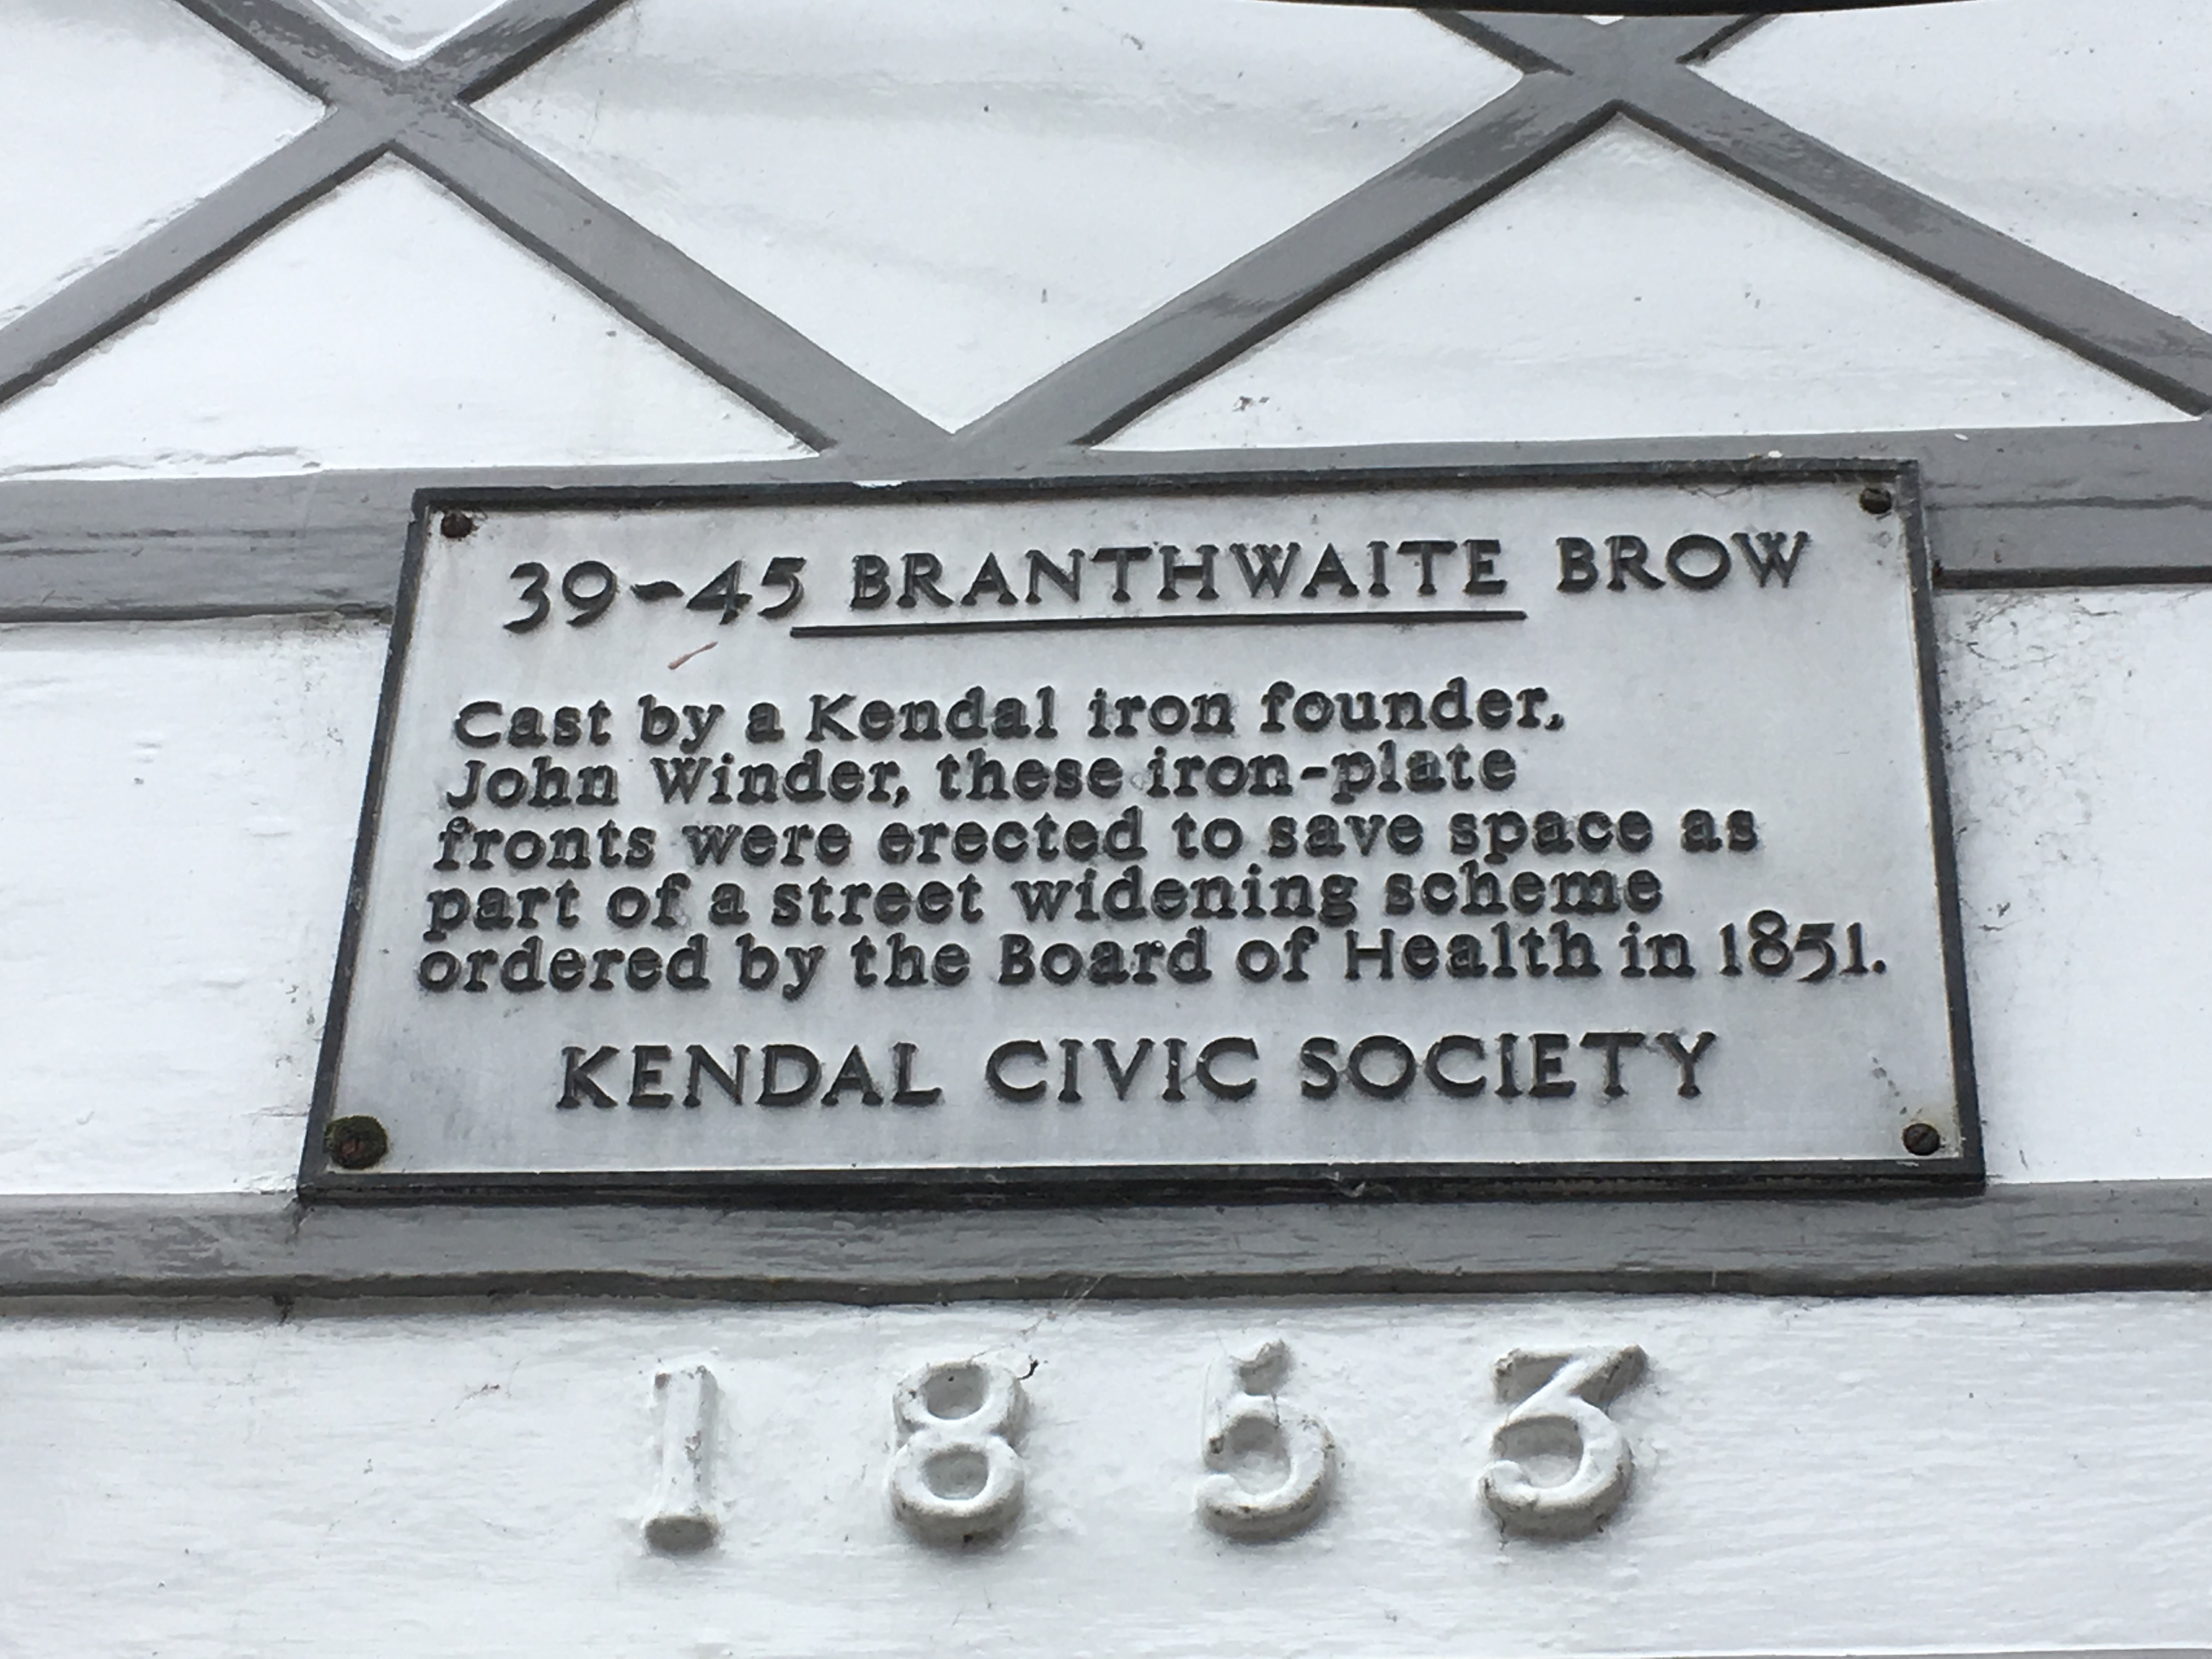 39-45 BRANTHWAITE BROW
Cast by a Kendal iron founder,
John Winder, these iron-plate
fronts were erected to save space as
part of a street widening scheme
ordered by the Board of Health in 1851.
KENDAL CIVIC SOCIETY
1853